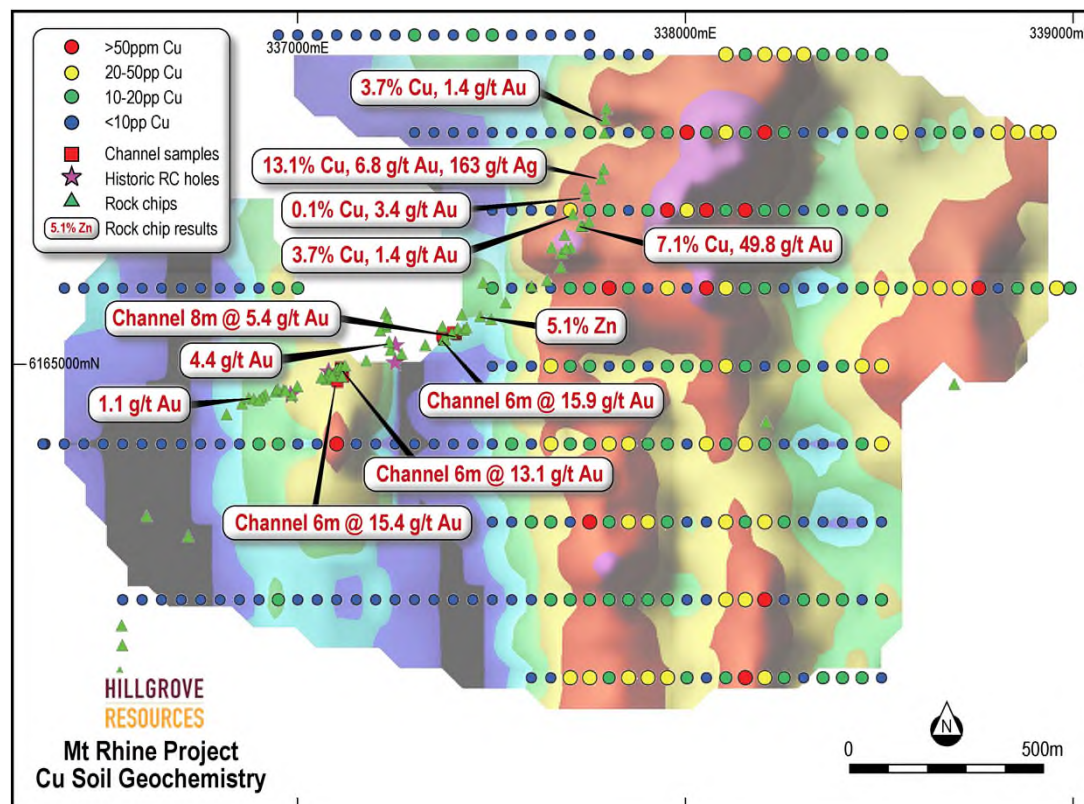 337000mE
338000mE
339000mE
>50ppm Cu
20-50pp Cu
10-20pp Cu
<10pp Cu
Channel samples
Historic RC holes
Rock chips
5.1% Zn Rock chip results
3.7% Cu, 1.4 g/t Au
13.1% Cu, 6.8 g/t Au, 163 g/t Ag
0.1% Cu, 3.4 g/t Au
3.7% Cu, 1.4 g/t Au
7.1% Cu, 49.8 g/t Au
Channel 8m @ 5.4 g/t Au
5.1% Zn
4.4 g/t Au
6165000mN
1.1 g/t Au
Channel 6m @ 15.9 g/t Au
Channel 6m @ 13.1 g/t Au
Channel 6m @ 15.4 g/t Au
HILLGROVE
RESOURCES
Mt Rhine Project
Cu Soil Geochemistry
N
0 500m